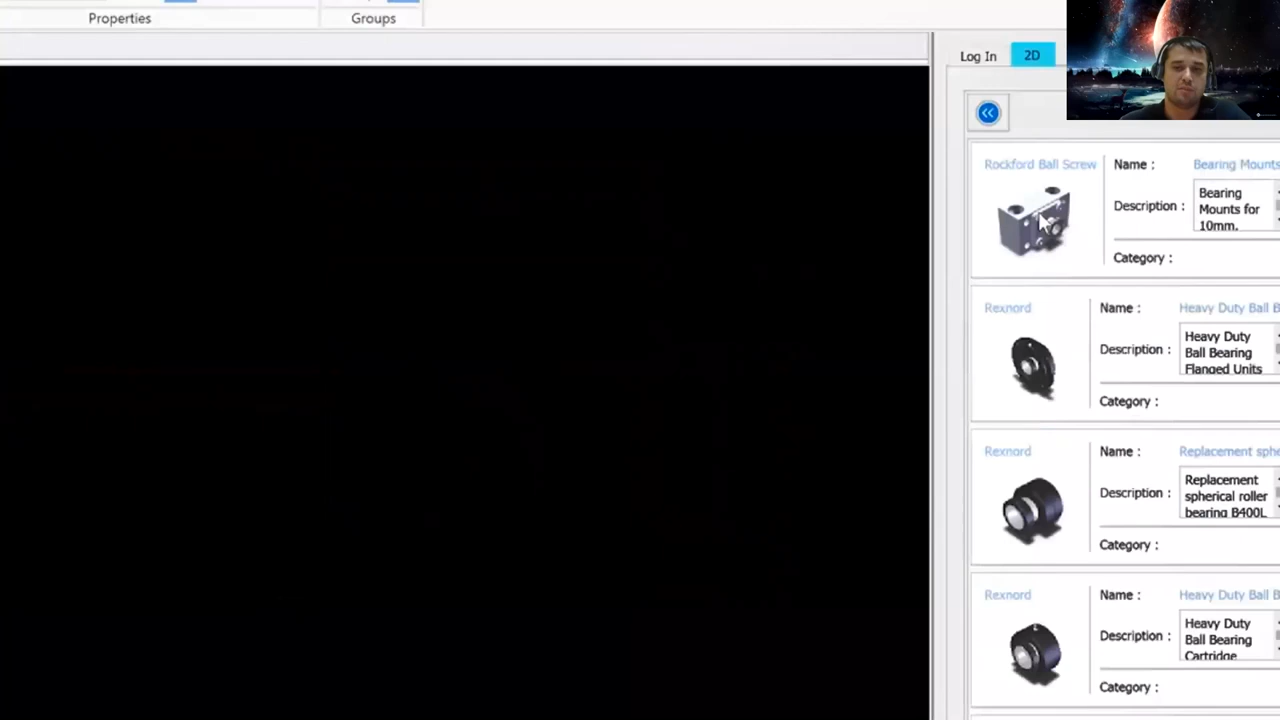 Properties
Groups
Log In
2D
Rockford Ball Screw
Name :
Bearing Mounts
Description :
Bearing
Mounts for
10mm.
Category :
Rexnord
Name :
Heavy Duty Ball B
Description :
Heavy Duty
Ball Bearing
Flanged Units
Category :
Rexnord
Name :
Replacement sphe
Description :
Replacement
spherical roller
bearing B400L
Category :
Rexnord
Name :
Heavy Duty Ball B
Description :
Heavy Duty
Ball Bearing
Cartridge
Category :